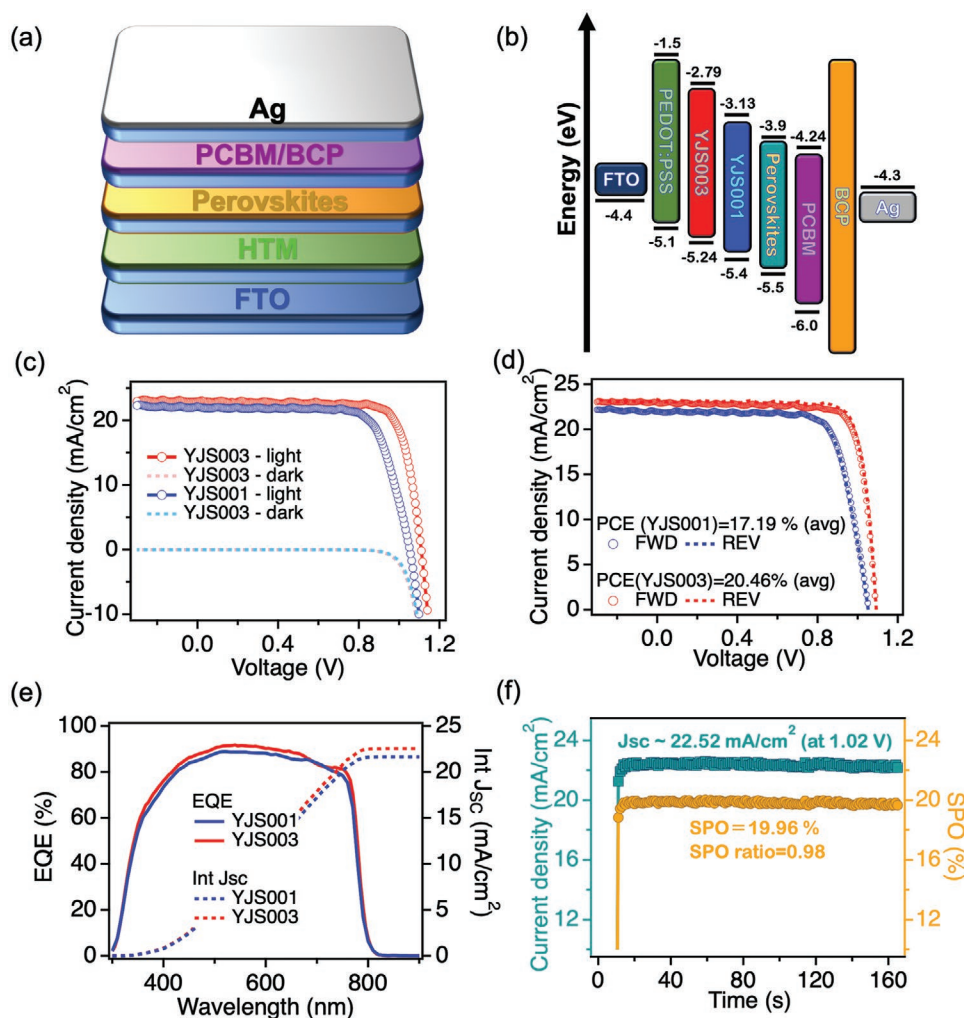 (a)
Ag
PCBM/BCP
Perovskites
HTM
FTO
(b)
Energy (eV)
FTO
-4.4
-1.5
PEDOT:PSS
-5.1
-2.79
YJS003
-5.24
-3.13
YJS001
-5.4
-3.9
Perovskites
-5.5
-4.24
PCBM
-6.0
BCP
-4.3
Ag
(c)
Current density (mA/cm²)
20
10
0
-10
YJS003 - light
YJS003 - dark
YJS001 - light
YJS003 - dark
0.0 0.4 0.8 1.2
Voltage (V)
(d)
Current density (mA/cm²)
25
20
15
10
5
0
PCE (YJS001)=17.19 % (avg)
FWD REV
PCE(YJS003)=20.46% (avg)
FWD REV
0.0 0.4 0.8 1.2
Voltage (V)
(e)
EQE (%)
100
80
60
40
20
0
EQE
YJS001
YJS003
Int Jsc
YJS001
YJS003
25
20
15
10
5
0
Int Jsc (mA/cm²)
400 600 800
Wavelength (nm)
(f)
Current density (mA/cm²)
24
20
16
12
Jsc ~ 22.52 mA/cm² (at 1.02 V)
SPO = 19.96 %
SPO ratio=0.98
24
20
16
12
SPO (%)
0 40 80 120 160
Time (s)